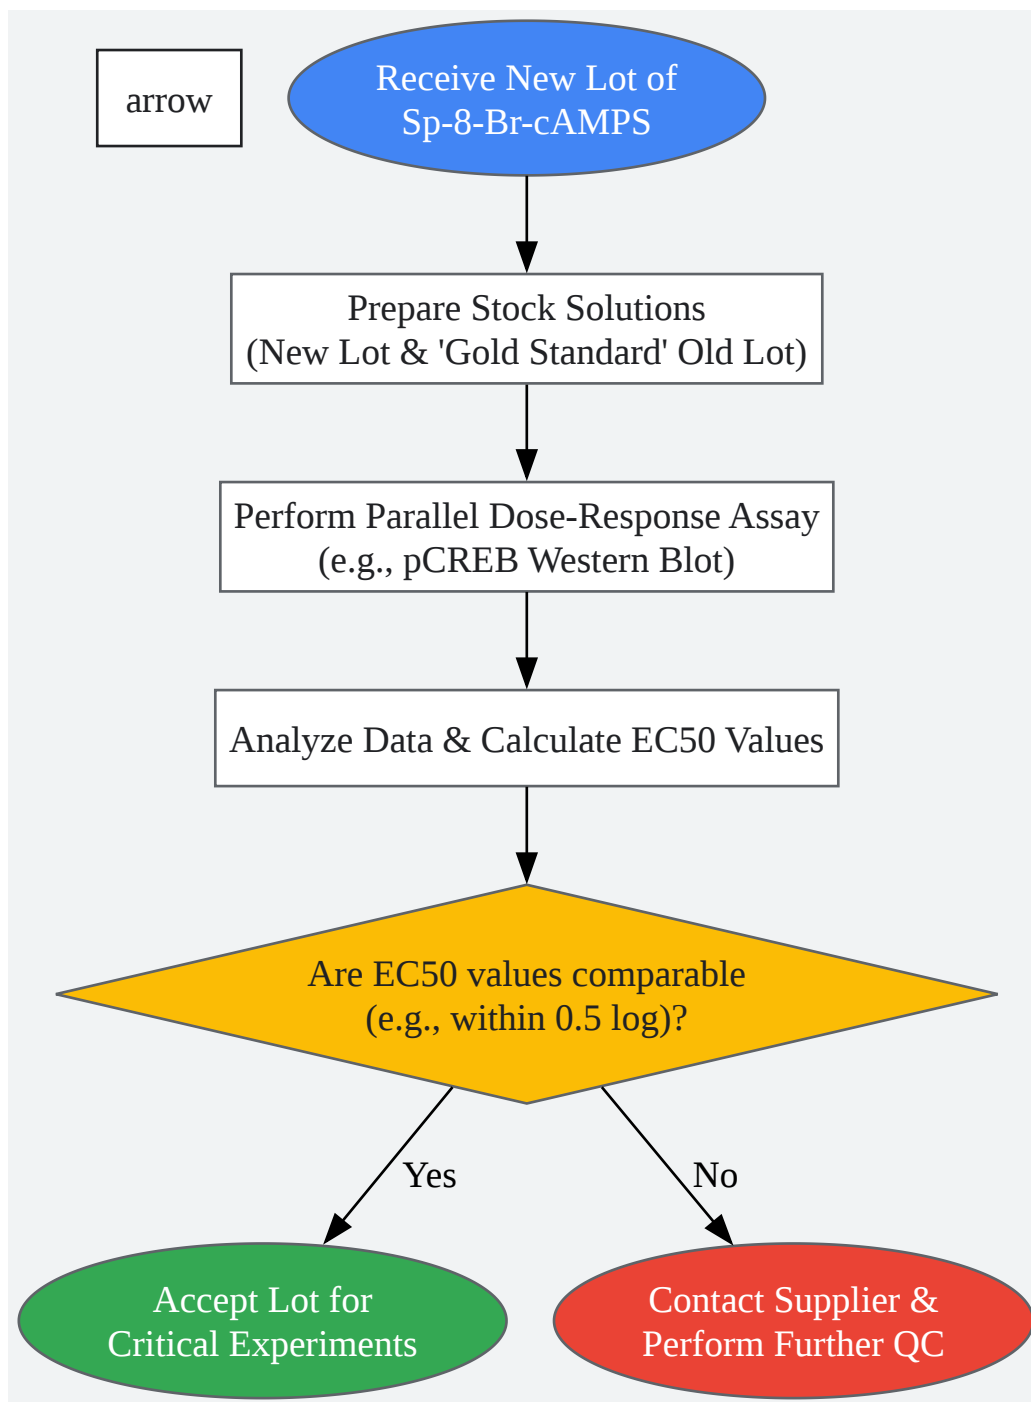 arrow
Receive New Lot of
Sp-8-Br-cAMPS
Prepare Stock Solutions
(New Lot & 'Gold Standard' Old Lot)
Perform Parallel Dose-Response Assay
(e.g., pCREB Western Blot)
Analyze Data & Calculate EC50 Values
Are EC50 values comparable
(e.g., within 0.5 log)?
Yes
No
Accept Lot for
Critical Experiments
Contact Supplier &
Perform Further QC